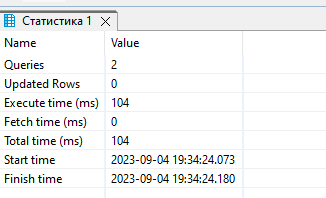 Статистика 1
Name Value
Queries 2
Updated Rows 0
Execute time (ms) 104
Fetch time (ms) 0
Total time (ms) 104
Start time 2023-09-04 19:34:24.073
Finish time 2023-09-04 19:34:24.180